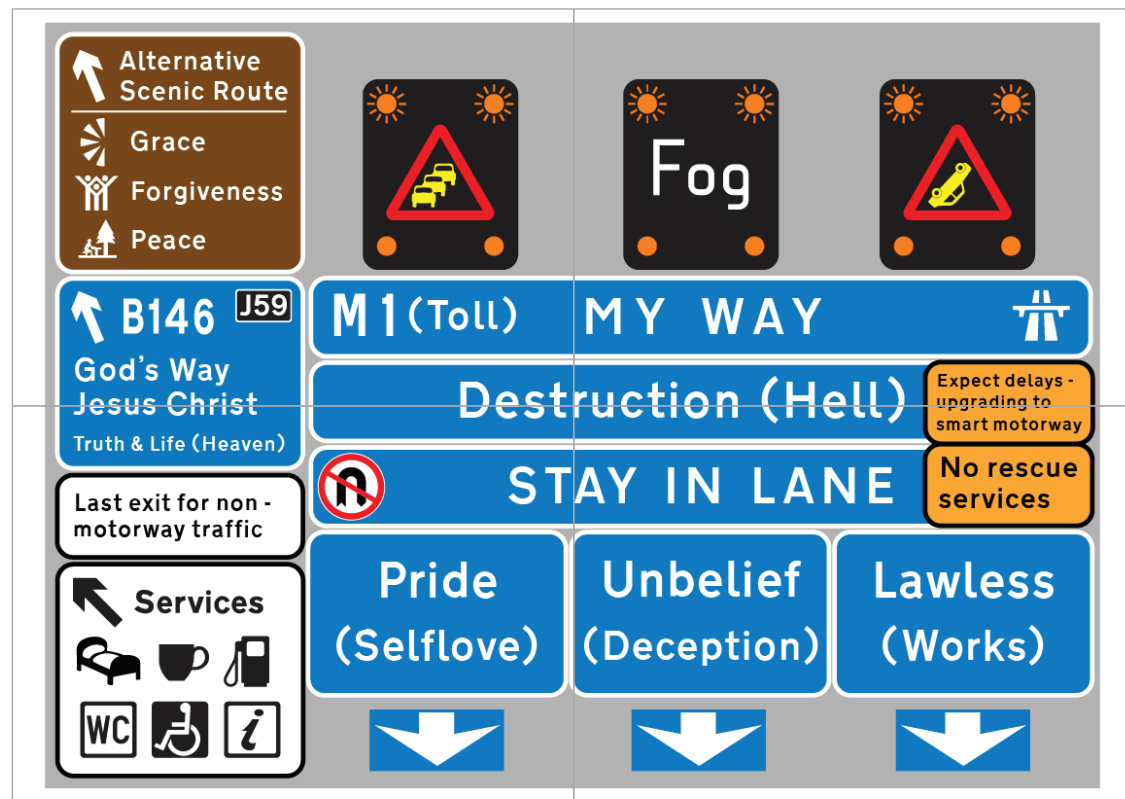 Alternative
Scenic Route
Grace
Forgiveness
Peace
B146
J59
God's Way
Jesus Christ
Truth & Life (Heaven)
Last exit for non -
motorway traffic
Services
WC
i
Fog
M1 (Toll) MY WAY
Destruction (Hell)
Expect delays -
upgrading to
smart motorway
STAY IN LANE
No rescue
services
Pride
(Selflove)
Unbelief
(Deception)
Lawless
(Works)